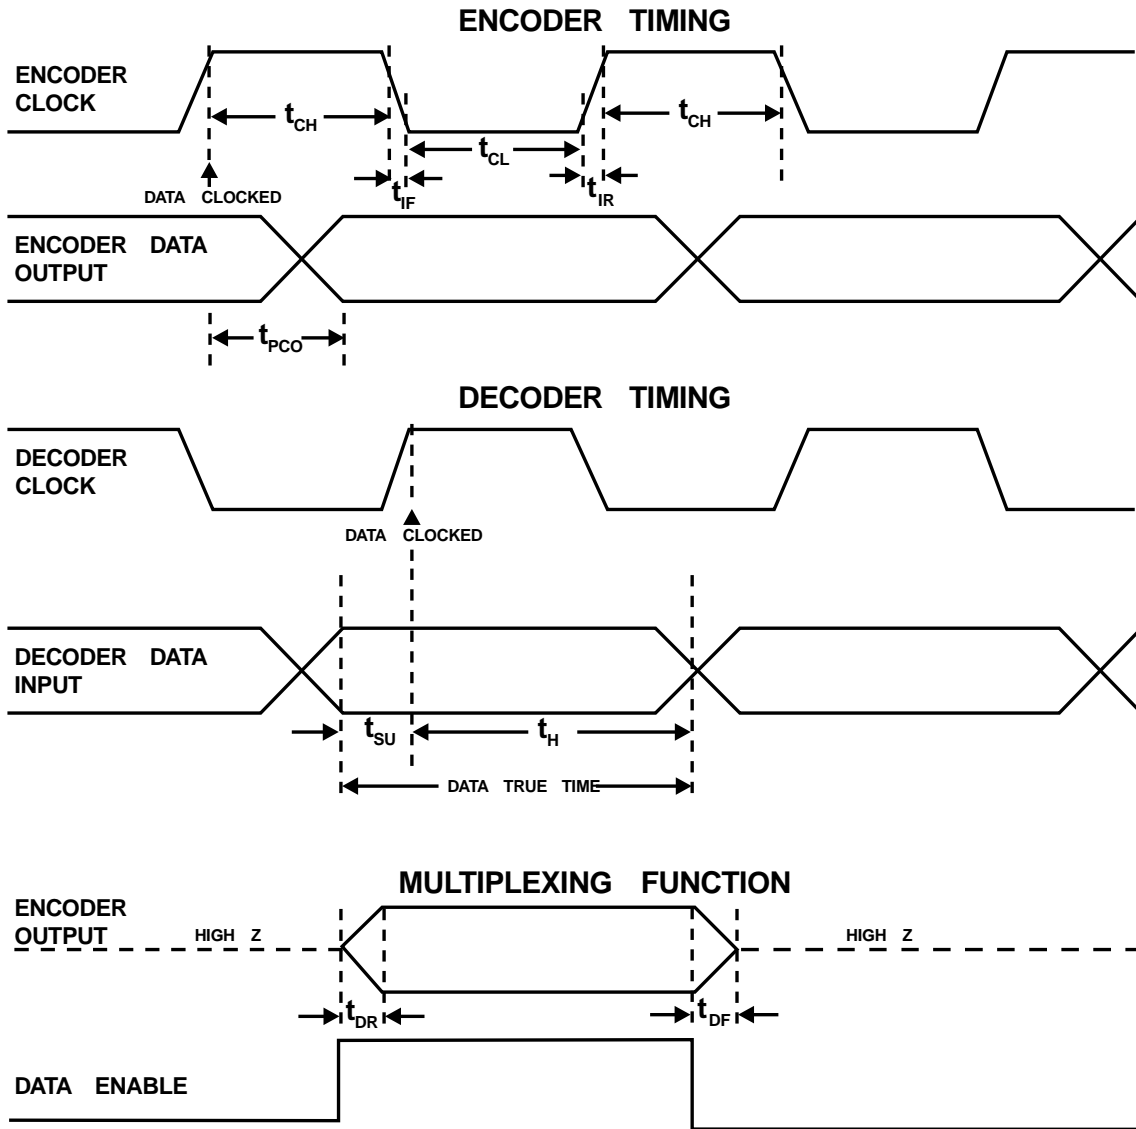 ENCODER TIMING
ENCODER
CLOCK
tCH
tCH
tCL
tIF
tIR
DATA CLOCKED
ENCODER DATA
OUTPUT
tPCO
DECODER TIMING
DECODER
CLOCK
DATA CLOCKED
DECODER DATA
INPUT
tSU
tH
DATA TRUE TIME
MULTIPLEXING FUNCTION
ENCODER
OUTPUT
HIGH Z
HIGH Z
tDR
tDF
DATA ENABLE